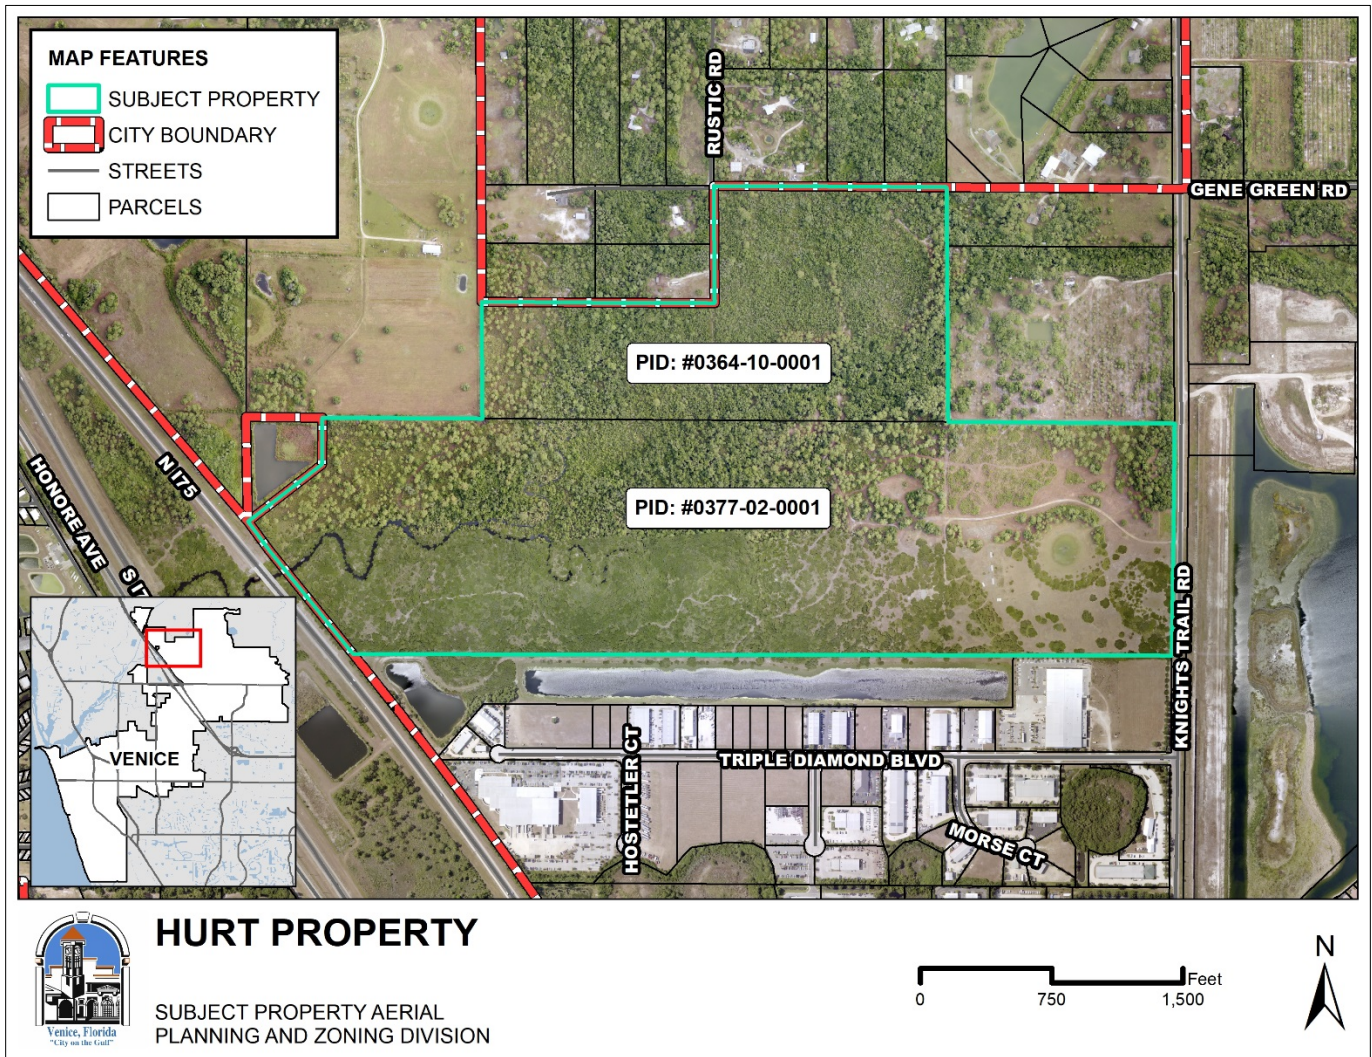 MAP FEATURES
SUBJECT PROPERTY
CITY BOUNDARY
STREETS
PARCELS
RUSTIC RD
GENE GREEN RD
PID: #0364-10-0001
PID: #0377-02-0001
N I75
HONORE AVE
S I7
KNIGHTS TRAIL RD
VENICE
HOSTETLER CT
TRIPLE DIAMOND BLVD
MORSE CT
HURT PROPERTY
SUBJECT PROPERTY AERIAL
PLANNING AND ZONING DIVISION
Venice, Florida
"City on the Gulf"
Feet
0 750 1,500
N